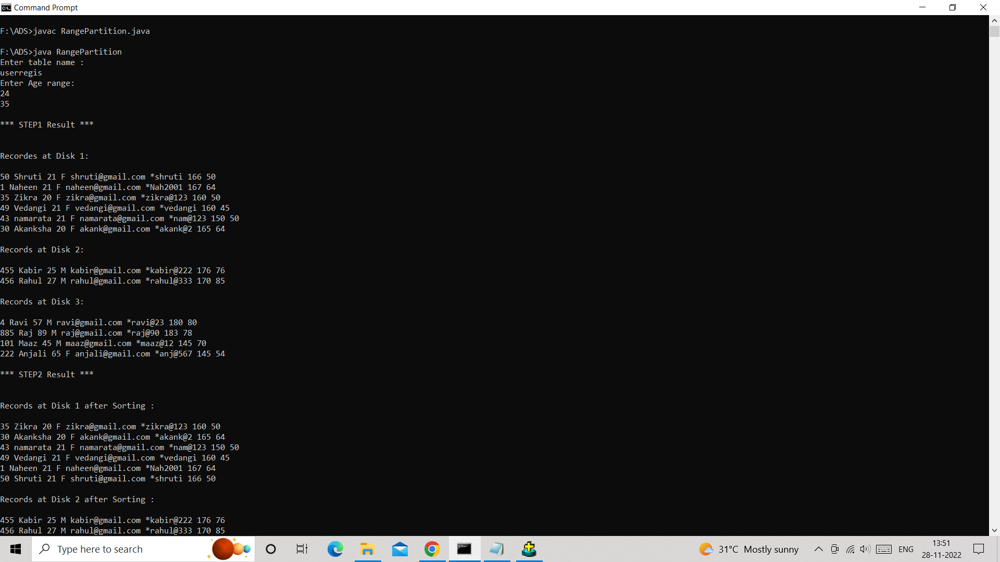 Command Prompt
F:\ADS>javac RangePartition.java
F:\ADS>java RangePartition
Enter table name :
userregis
Enter Age range:
24
35
*** STEP1 Result ***
Recordes at Disk 1:
50 Shruti 21 F shruti@gmail.com *shruti 166 50
1 Naheen 21 F naheen@gmail.com *Nah2001 167 64
35 Zikra 20 F zikra@gmail.com *zikra@123 160 50
49 Vedangi 21 F vedangi@gmail.com *vedangi 160 45
43 namarata 21 F namarata@gmail.com *nam@123 150 50
30 Akanksha 20 F akank@gmail.com *akank@2 165 64
Records at Disk 2:
455 Kabir 25 M kabir@gmail.com *kabir@222 176 76
456 Rahul 27 M rahul@gmail.com *rahul@333 170 85
Records at Disk 3:
4 Ravi 57 M ravi@gmail.com *ravi@23 180 80
885 Raj 89 M raj@gmail.com *raj@90 183 78
101 Maaz 45 M maaz@gmail.com *maaz@12 145 70
222 Anjali 65 F anjali@gmail.com *anj@567 145 54
*** STEP2 Result ***
Records at Disk 1 after Sorting :
35 Zikra 20 F zikra@gmail.com *zikra@123 160 50
30 Akanksha 20 F akank@gmail.com *akank@2 165 64
43 namarata 21 F namarata@gmail.com *nam@123 150 50
49 Vedangi 21 F vedangi@gmail.com *vedangi 160 45
1 Naheen 21 F naheen@gmail.com *Nah2001 167 64
50 Shruti 21 F shruti@gmail.com *shruti 166 50
Records at Disk 2 after Sorting :
455 Kabir 25 M kabir@gmail.com *kabir@222 176 76
456 Rahul 27 M rahul@gmail.com *rahul@333 170 85
Type here to search
31°C Mostly sunny
ENG
13:51
28-11-2022